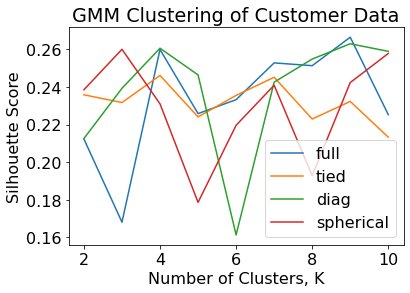 GMM Clustering of Customer Data
Silhouette Score
0.26
0.24
0.22
0.20
0.18
0.16
full
tied
diag
spherical
2 4 6 8 10
Number of Clusters, K